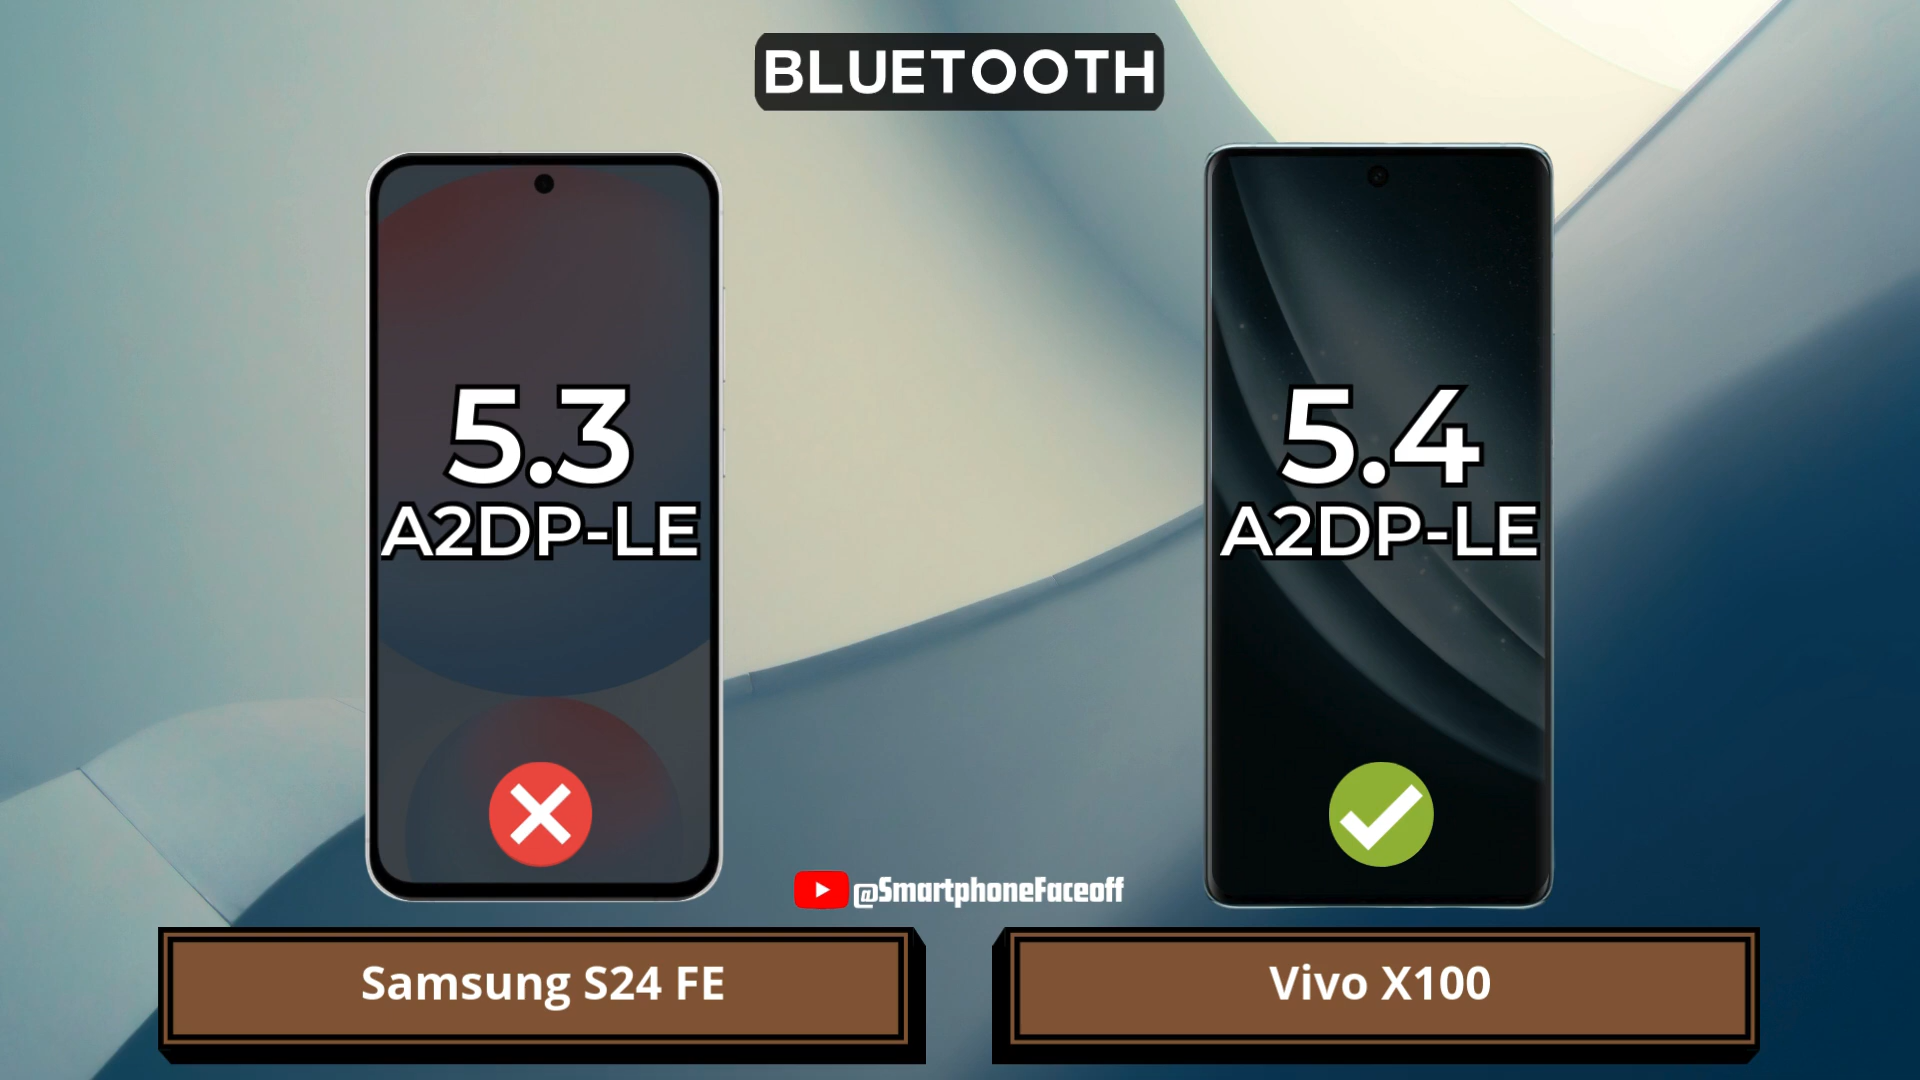 BLUETOOTH
5.3
A2DP-LE
5.4
A2DP-LE
@SmartphoneFaceoff
Samsung S24 FE
Vivo X100